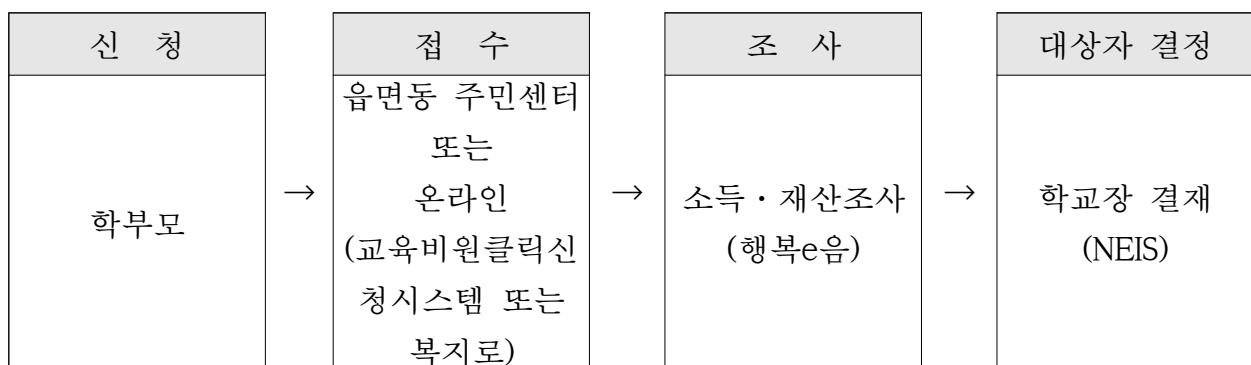 신 청
학부모
→
접 수
읍면동 주민센터
또는
온라인
(교육비원클릭신
청시스템 또는
복지로)
→
조 사
소득・재산조사
(행복e음)
→
대상자 결정
학교장 결재
(NEIS)